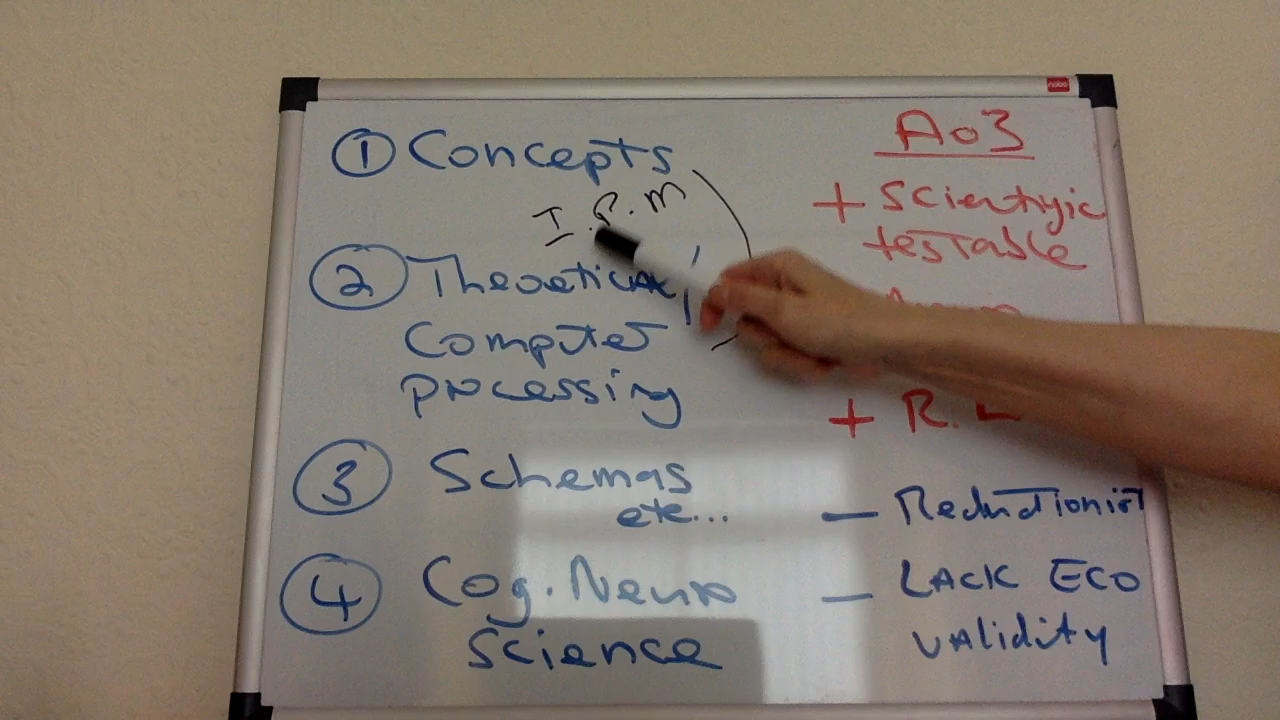 ① Concepts
I.P.M
② Theoretical/
Computer
processing
③ Schemas
etc...
④ Cog. Neuro
Science
Ao3
+ Scientific
testable
+ R.
- Reductionist
- LACK ECO
validity
nobo